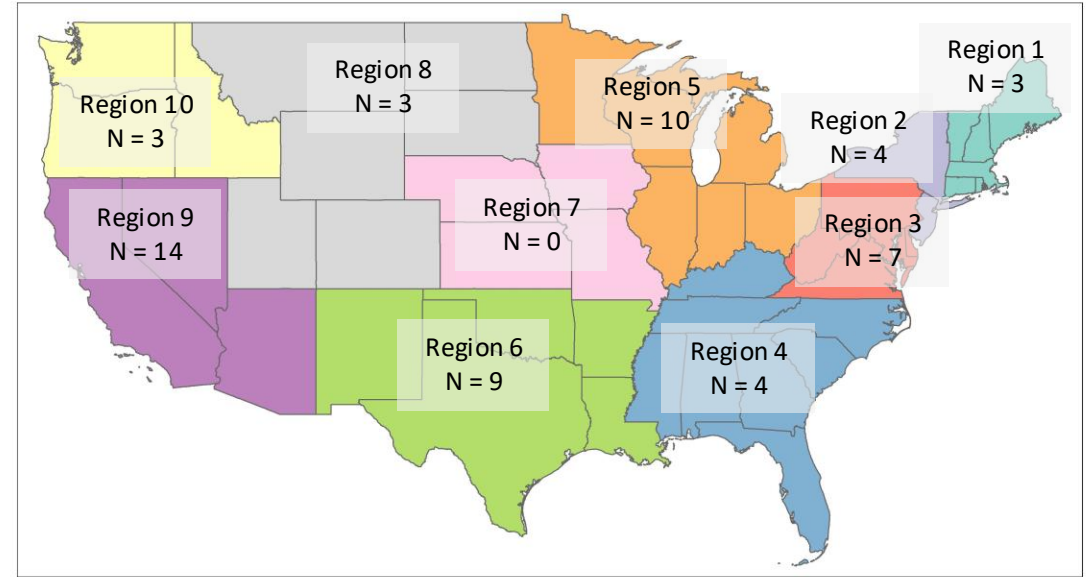 Region 1
N = 3
Region 8
N = 3
Region 5
N = 10
Region 10
N = 3
Region 2
N = 4
Region 7
N = 0
Region 9
N = 14
Region 3
N = 7
Region 6
N = 9
Region 4
N = 4